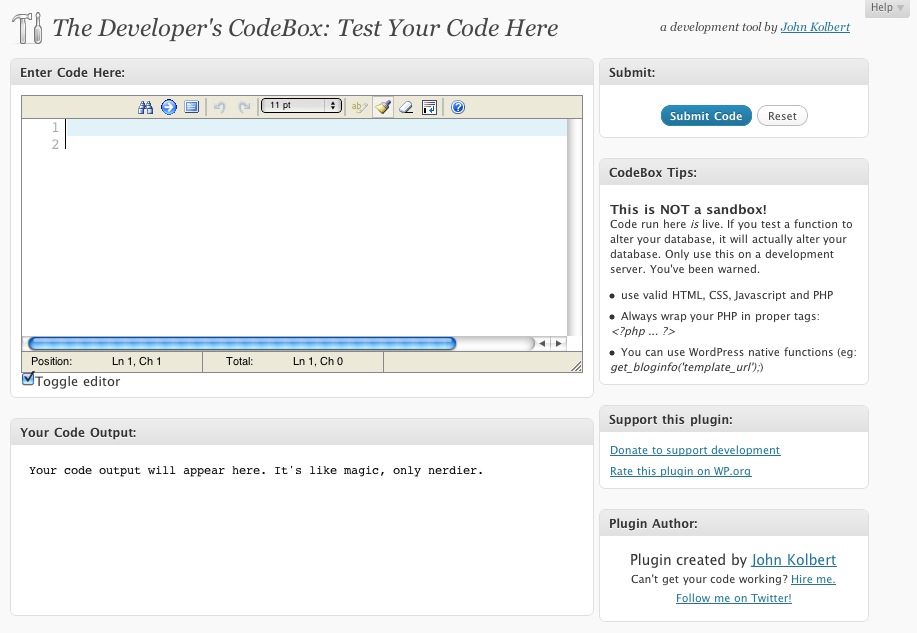 Help
The Developer's CodeBox: Test Your Code Here
a development tool by John Kolbert
Enter Code Here:
11 pt
ab
1
2
Position: Ln 1, Ch 1 Total: Ln 1, Ch 0
Toggle editor
Your Code Output:
Your code output will appear here. It's like magic, only nerdier.
Submit:
Submit Code Reset
CodeBox Tips:
This is NOT a sandbox!
Code run here is live. If you test a function to
alter your database, it will actually alter your
database. Only use this on a development
server. You've been warned.
• use valid HTML, CSS, Javascript and PHP
• Always wrap your PHP in proper tags:
<?php ... ?>
• You can use WordPress native functions (eg:
get_bloginfo('template_url');)
Support this plugin:
Donate to support development
Rate this plugin on WP.org
Plugin Author:
Plugin created by John Kolbert
Can't get your code working? Hire me.
Follow me on Twitter!